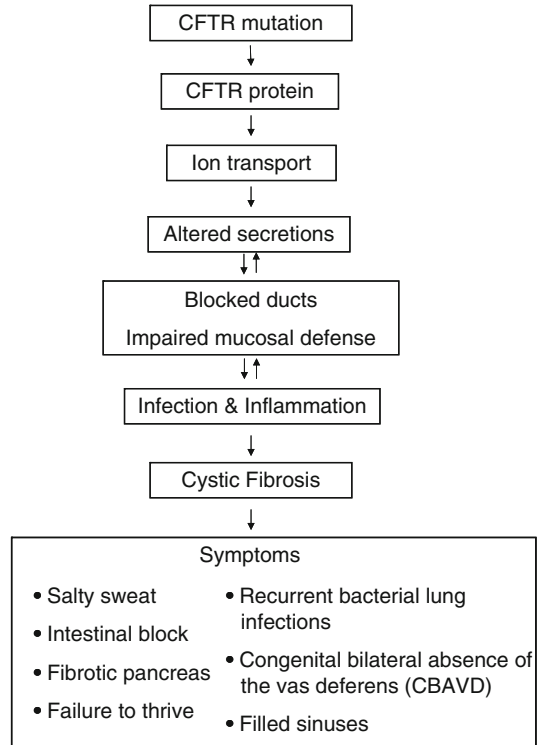 CFTR mutation
CFTR protein
Ion transport
Altered secretions
Blocked ducts
Impaired mucosal defense
Infection & Inflammation
Cystic Fibrosis
Symptoms
• Salty sweat
• Intestinal block
• Fibrotic pancreas
• Failure to thrive
• Recurrent bacterial lung
infections
• Congenital bilateral absence of
the vas deferens (CBAVD)
• Filled sinuses